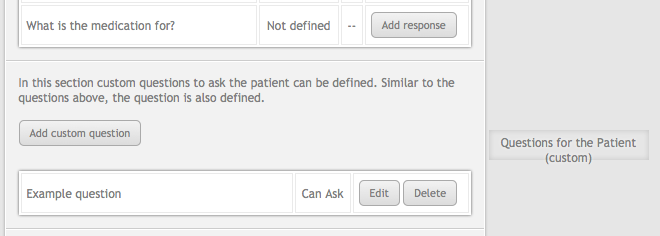 What is the medication for? Not defined -- Add response
In this section custom questions to ask the patient can be defined. Similar to the
questions above, the question is also defined.
Add custom question
Questions for the Patient
(custom)
Example question Can Ask Edit Delete